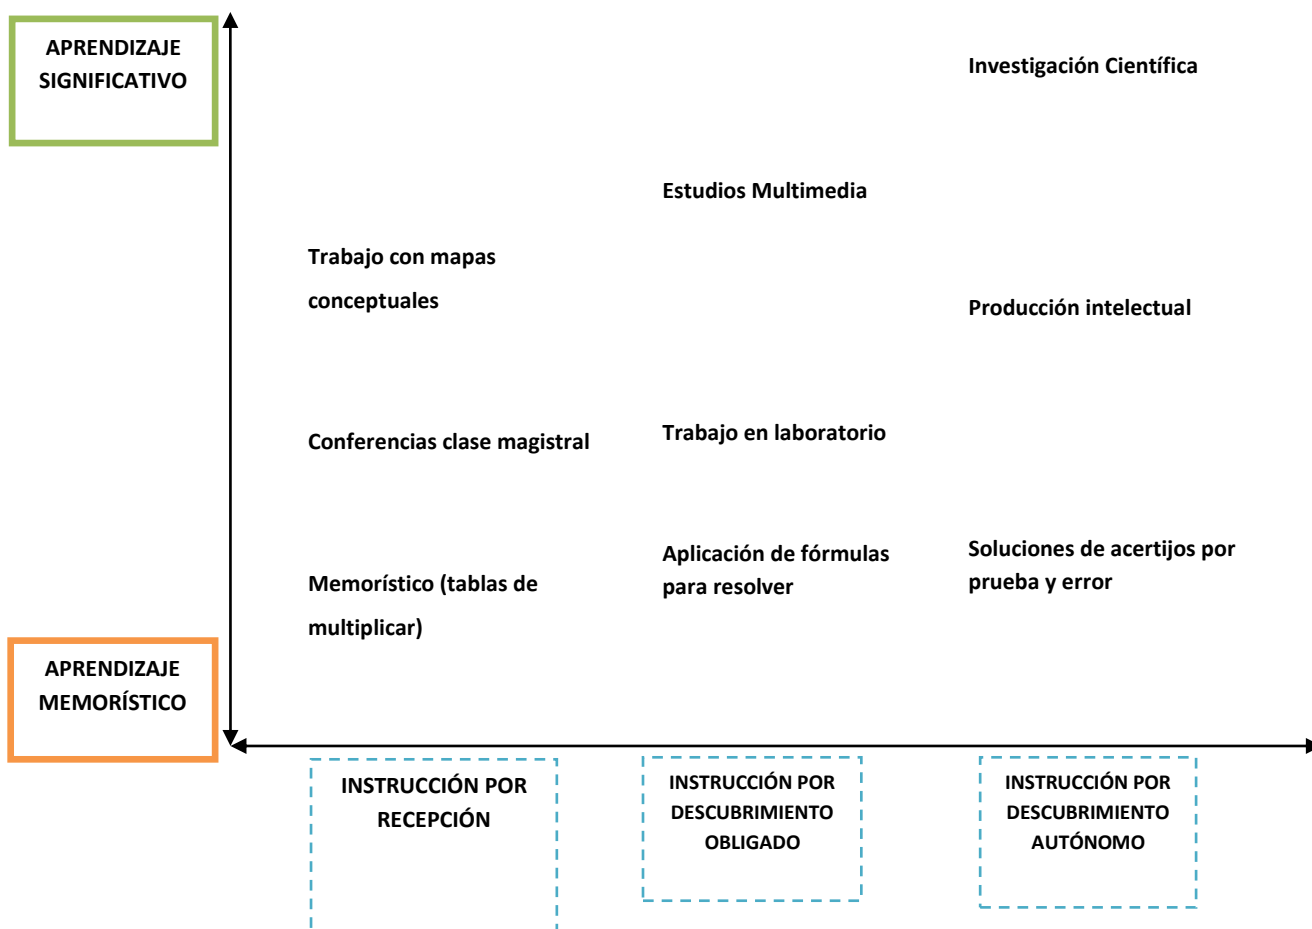 APRENDIZAJE
SIGNIFICATIVO
Investigación Científica
Estudios Multimedia
Trabajo con mapas
conceptuales
Producción intelectual
Conferencias clase magistral
Trabajo en laboratorio
Memorístico (tablas de
multiplicar)
Aplicación de fórmulas
para resolver
Soluciones de acertijos por
prueba y error
APRENDIZAJE
MEMORÍSTICO
INSTRUCCIÓN POR
RECEPCIÓN
INSTRUCCIÓN POR
DESCUBRIMIENTO
OBLIGADO
INSTRUCCIÓN POR
DESCUBRIMIENTO
AUTÓNOMO